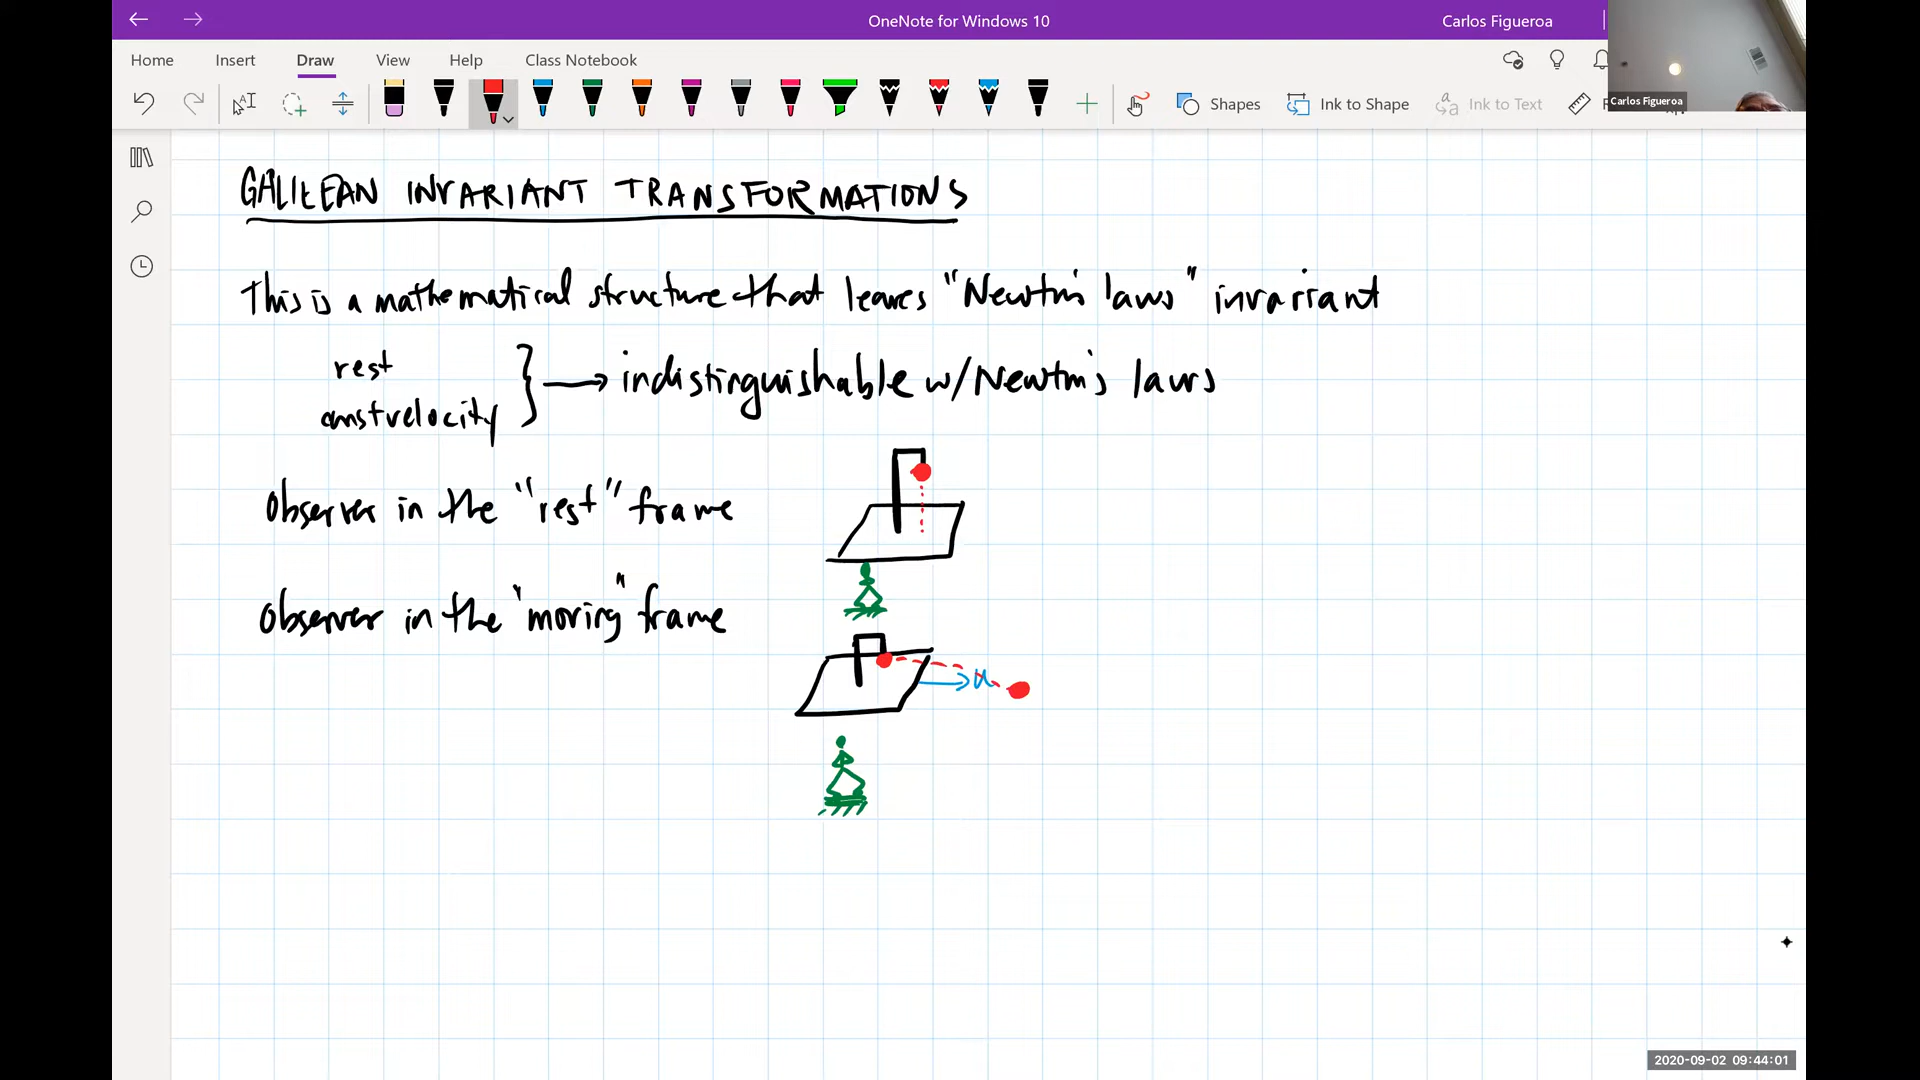 OneNote for Windows 10
Carlos Figueroa
Home Insert Draw View Help Class Notebook
Shapes Ink to Shape Ink to Text
Carlos Figueroa
GALILEAN INVARIANT TRANSFORMATIONS
This is a mathematical structure that leaves "Newton's laws" invariant
rest
const velocity
indistinguishable w/Newton's laws
Observer in the "rest" frame
Observer in the "moving" frame
u
2020-09-02 09:44:01